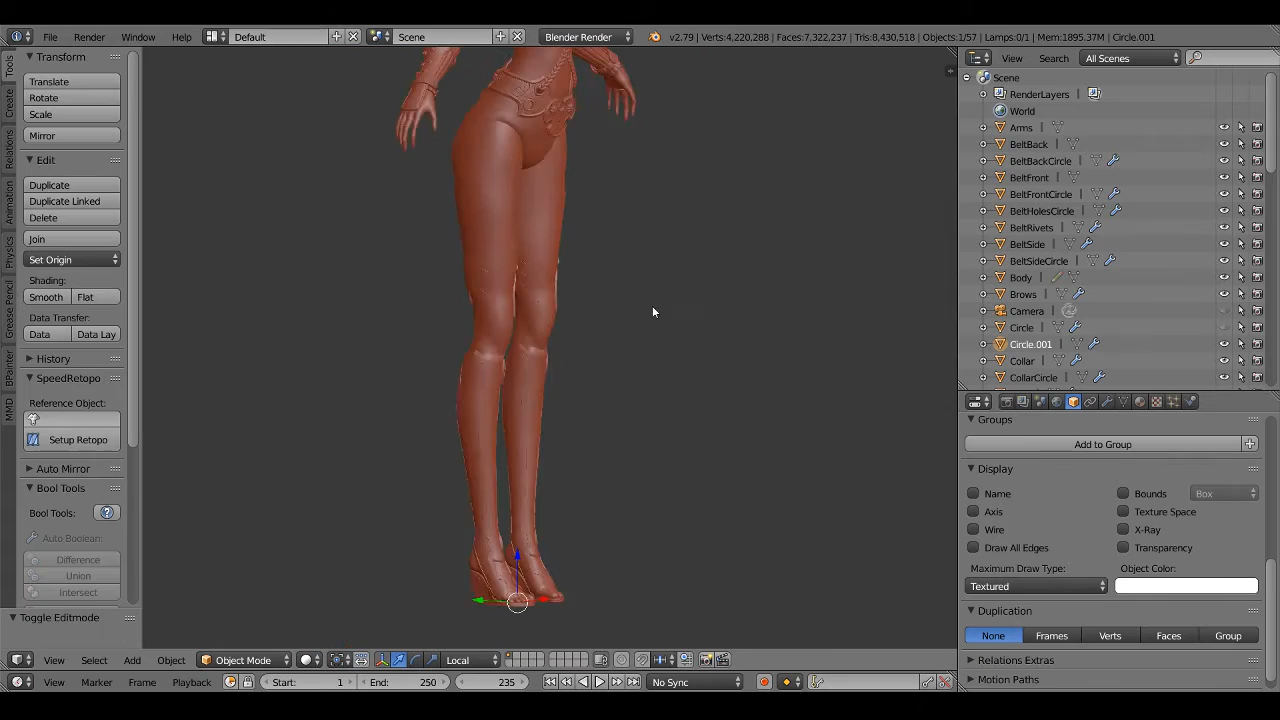 File Render Window Help Default Scene Blender Render v2.79 | Verts:4,220,288 | Faces:7,322,237 | Tris:8,430,518 | Objects:1/57 | Lamps:0/1 | Mem:1895.37M | Circle.001
Tools
Create
Relations
Animation
Physics
Grease Pencil
BPainter
MMD
Transform
Translate
Rotate
Scale
Mirror
Edit
Duplicate
Duplicate Linked
Delete
Join
Set Origin
Shading:
Smooth Flat
Data Transfer:
Data Data Lay
History
SpeedRetopo
Reference Object:
Setup Retopo
Auto Mirror
Bool Tools
Bool Tools:
Auto Boolean:
Difference
Union
Intersect
Toggle Editmode
View Select Add Object Object Mode Local
View Marker Frame Playback Start: 1 End: 250 235 No Sync
View Search All Scenes
Scene
RenderLayers
World
Arms
BeltBack
BeltBackCircle
BeltFront
BeltFrontCircle
BeltHolesCircle
BeltRivets
BeltSide
BeltSideCircle
Body
Brows
Camera
Circle
Circle.001
Collar
CollarCircle
Groups
Add to Group
Display
Name Bounds Box
Axis Texture Space
Wire X-Ray
Draw All Edges Transparency
Maximum Draw Type: Object Color:
Textured
Duplication
None Frames Verts Faces Group
Relations Extras
Motion Paths